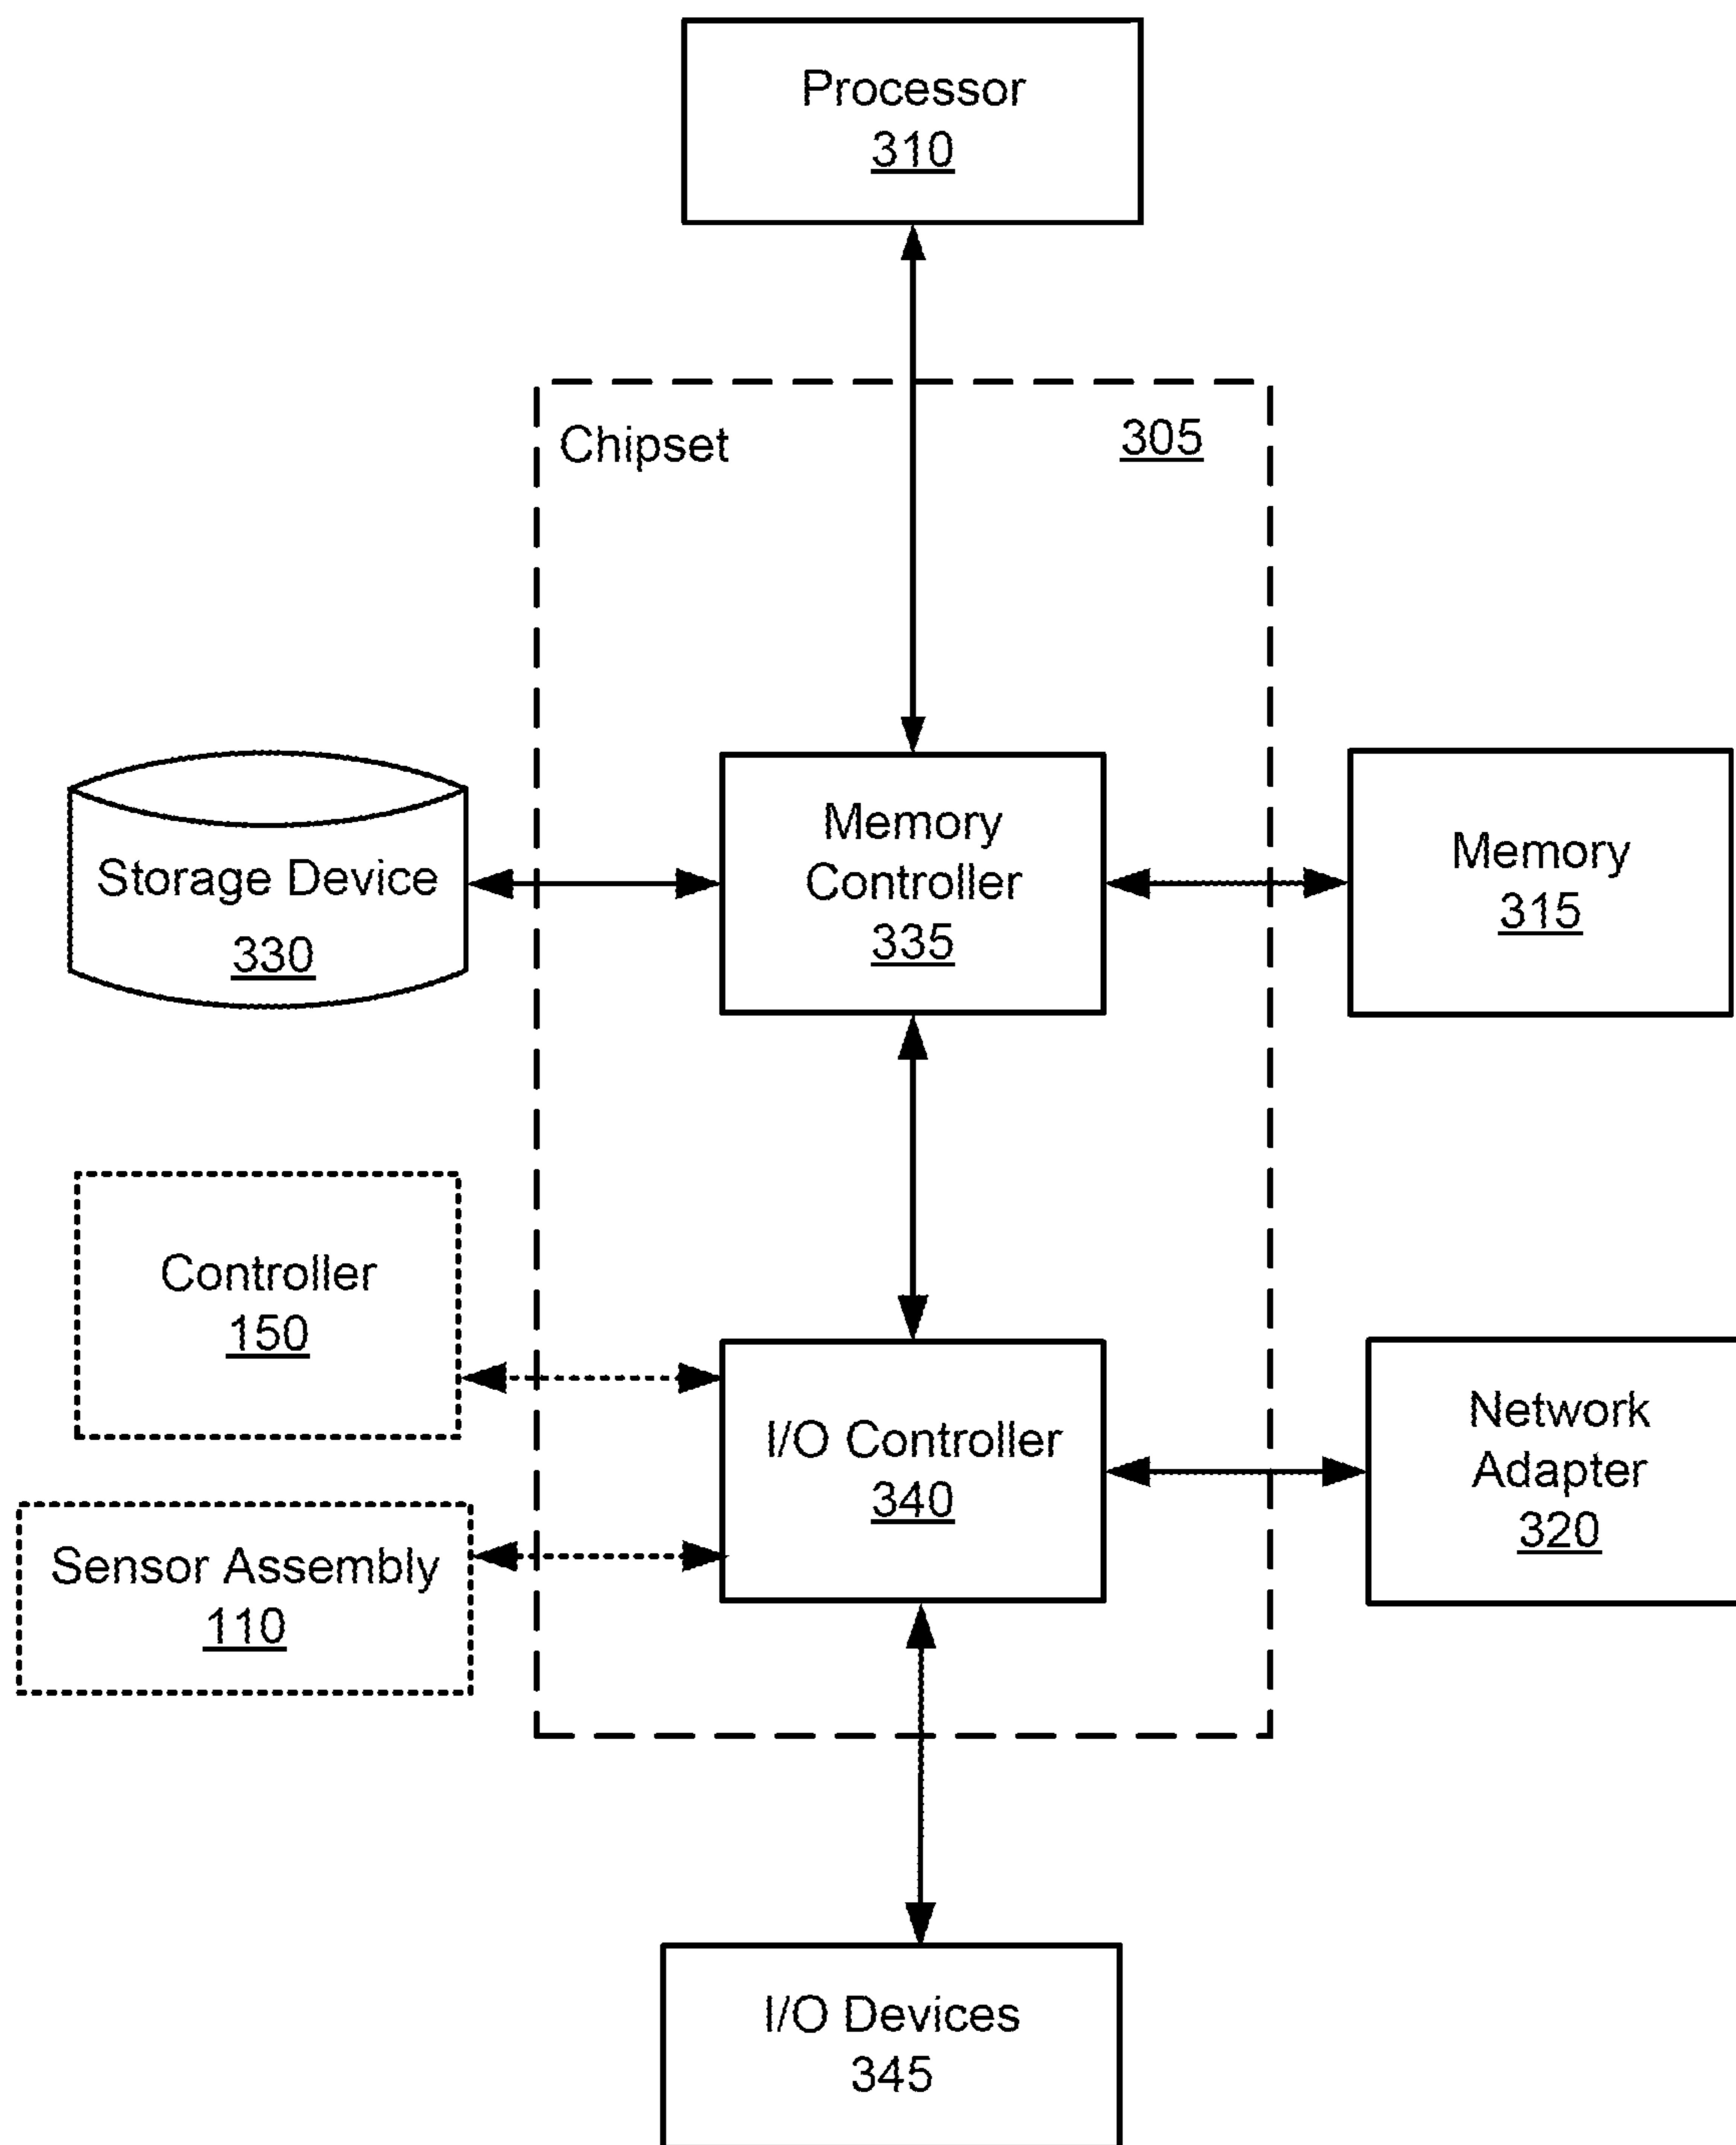 Processor
310
Chipset
305
Storage Device
330
Memory
Controller
335
Memory
315
Controller
150
I/O Controller
340
Network
Adapter
320
Sensor Assembly
110
I/O Devices
345